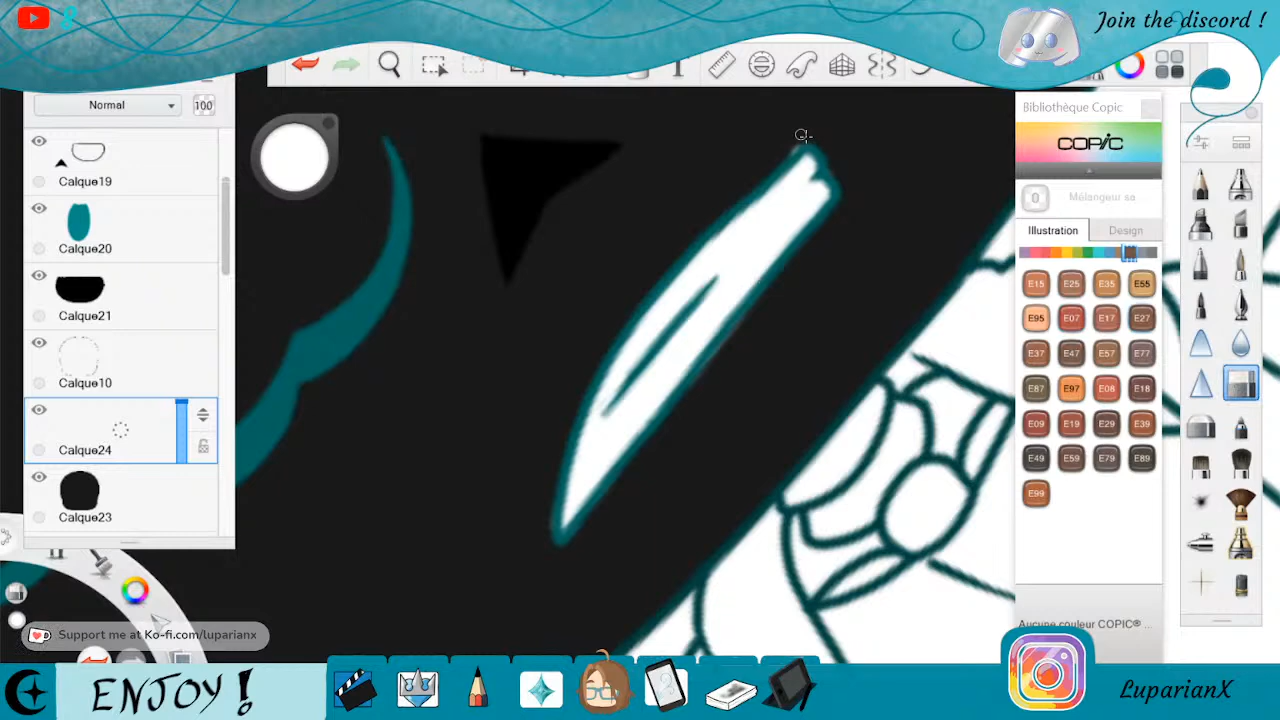 Join the discord !
Normal
100
Calque19
Calque20
Calque21
Calque10
Calque24
Calque23
T
Bibliothèque Copic
COPIC
0
Mélangeur sa
Illustration
Design
E15
E25
E35
E55
E95
E07
E17
E27
E37
E47
E57
E77
E87
E97
E08
E18
E09
E19
E29
E39
E49
E59
E79
E89
E99
Aucune couleur COPIC® ...
Support me at Ko-fi.com/luparianx
ENJOY !
LuparianX